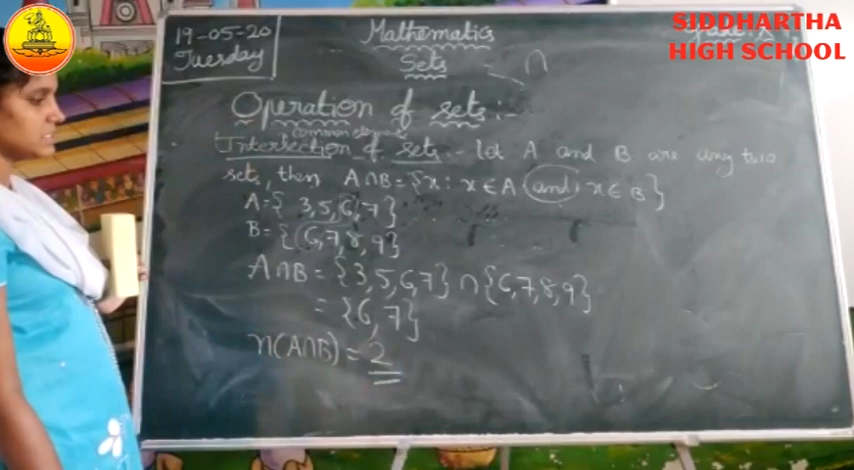 SIDDHARTHA
HIGH SCHOOL
19-05-20
Tuesday
Mathematics
Sets
∩
Operation of sets:-
common elements
Intersection of sets:- Let A and B are any two
sets, then A∩B = {x : x ∈ A and x ∈ B}
A = { 3, 5, 6, 7 }
B = { 6, 7, 8, 9 }
A∩B = {3, 5, 6, 7} ∩ {6, 7, 8, 9}
= {6, 7}
n(A∩B) = 2